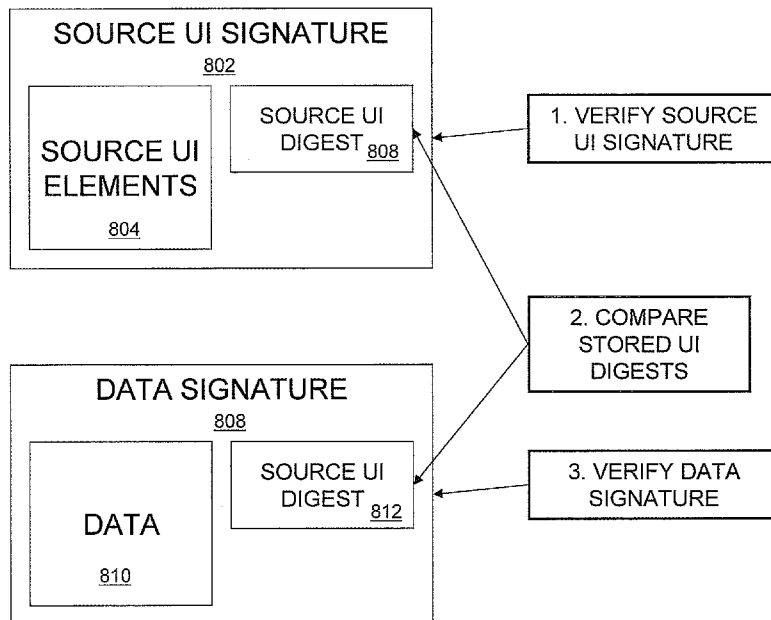 SOURCE UI SIGNATURE
802
SOURCE UI
ELEMENTS
804
SOURCE UI
DIGEST
808
1. VERIFY SOURCE
UI SIGNATURE
2. COMPARE
STORED UI
DIGESTS
DATA SIGNATURE
808
DATA
810
SOURCE UI
DIGEST
812
3. VERIFY DATA
SIGNATURE